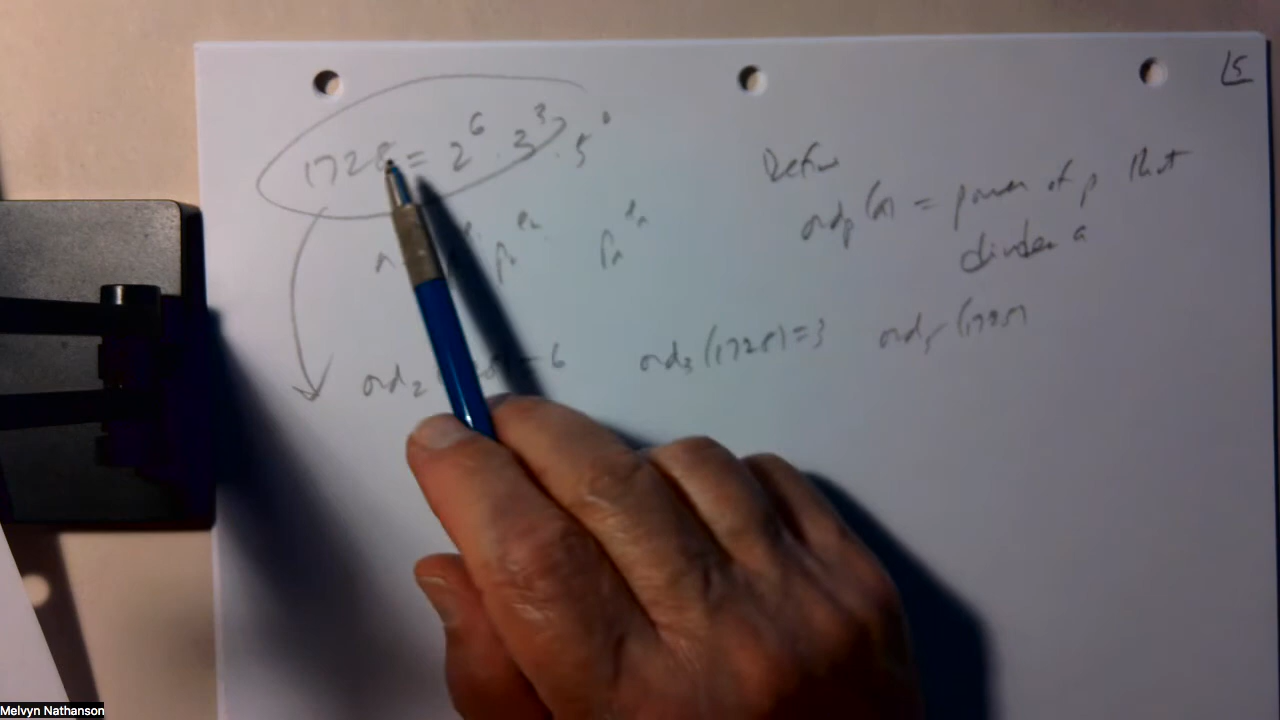 15
1728 = 2^6 · 3^3 · 5^0
Define
ord_p(a) = power of p that
divides a
ord_2 = 6 ord_3(1728) = 3 ord_5(1728)
Melvyn Nathanson